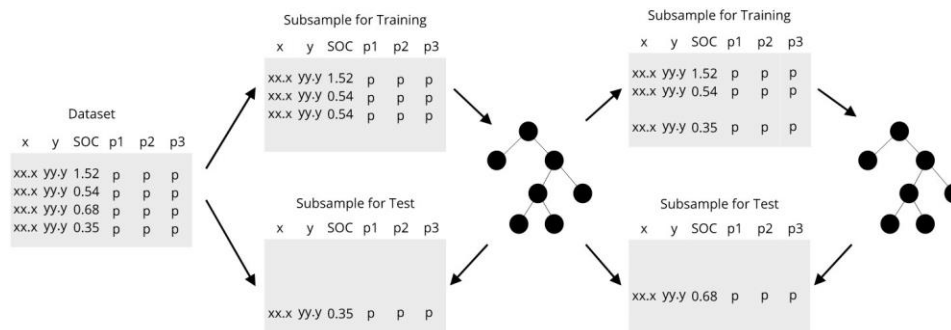 Dataset
x y SOC p1 p2 p3
xx.x yy.y 1.52 p p p
xx.x yy.y 0.54 p p p
xx.x yy.y 0.68 p p p
xx.x yy.y 0.35 p p p
Subsample for Training
x y SOC p1 p2 p3
xx.x yy.y 1.52 p p p
xx.x yy.y 0.54 p p p
xx.x yy.y 0.54 p p p
Subsample for Test
x y SOC p1 p2 p3
xx.x yy.y 0.35 p p p
Subsample for Training
x y SOC p1 p2 p3
xx.x yy.y 1.52 p p p
xx.x yy.y 0.54 p p p
xx.x yy.y 0.35 p p p
Subsample for Test
x y SOC p1 p2 p3
xx.x yy.y 0.68 p p p